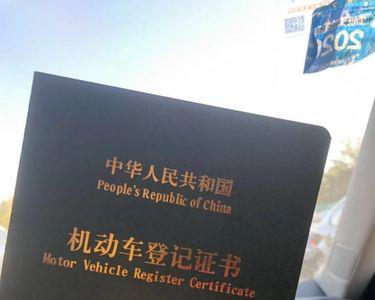 中华人民共和国
People's Republic of China
机动车登记证书
Motor Vehicle Register Certificate